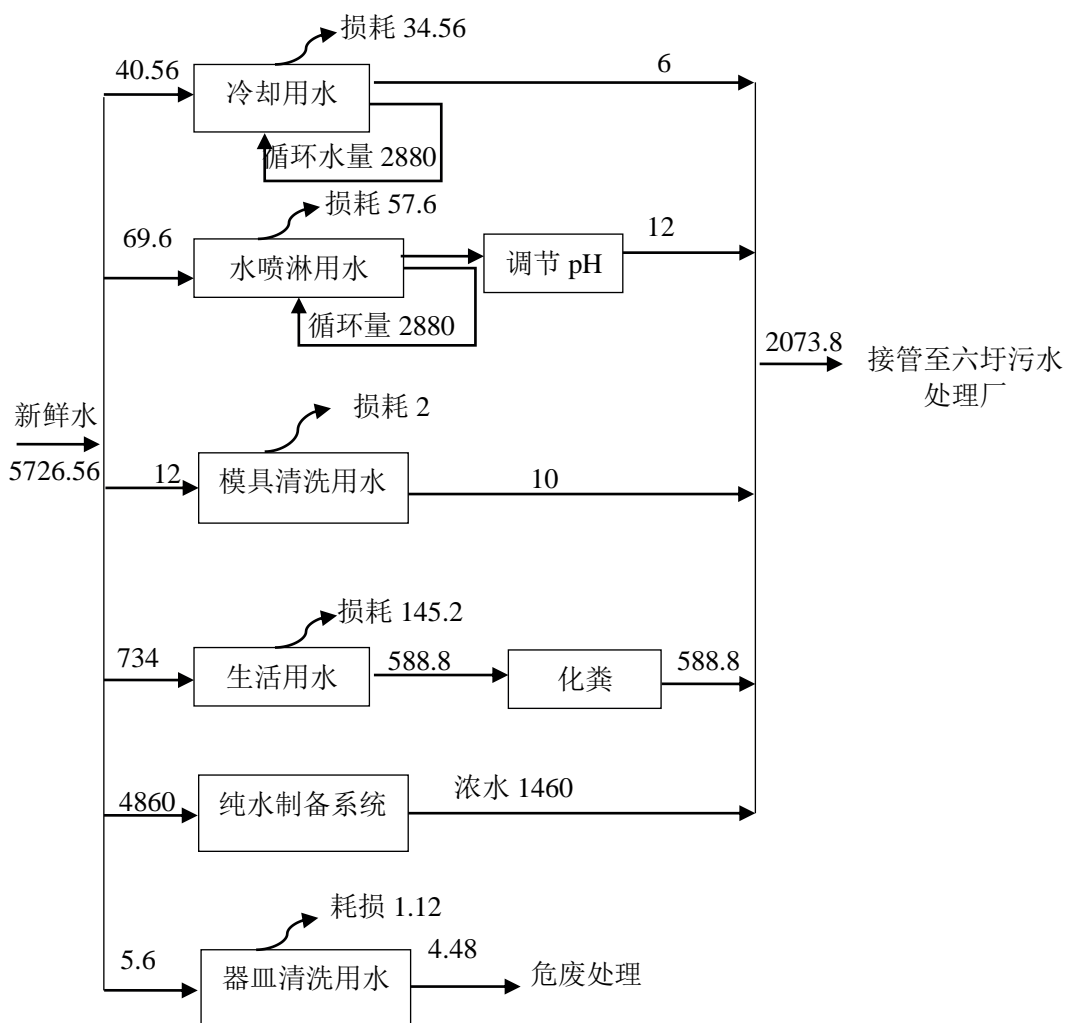 损耗 34.56
40.56
冷却用水
6
循环水量 2880
损耗 57.6
69.6
水喷淋用水
调节 pH
12
循环量 2880
2073.8
接管至六圩污水
处理厂
新鲜水
5726.56
损耗 2
12
模具清洗用水
10
损耗 145.2
734
生活用水
588.8
化粪
588.8
4860
纯水制备系统
浓水 1460
耗损 1.12
5.6
器皿清洗用水
4.48
危废处理